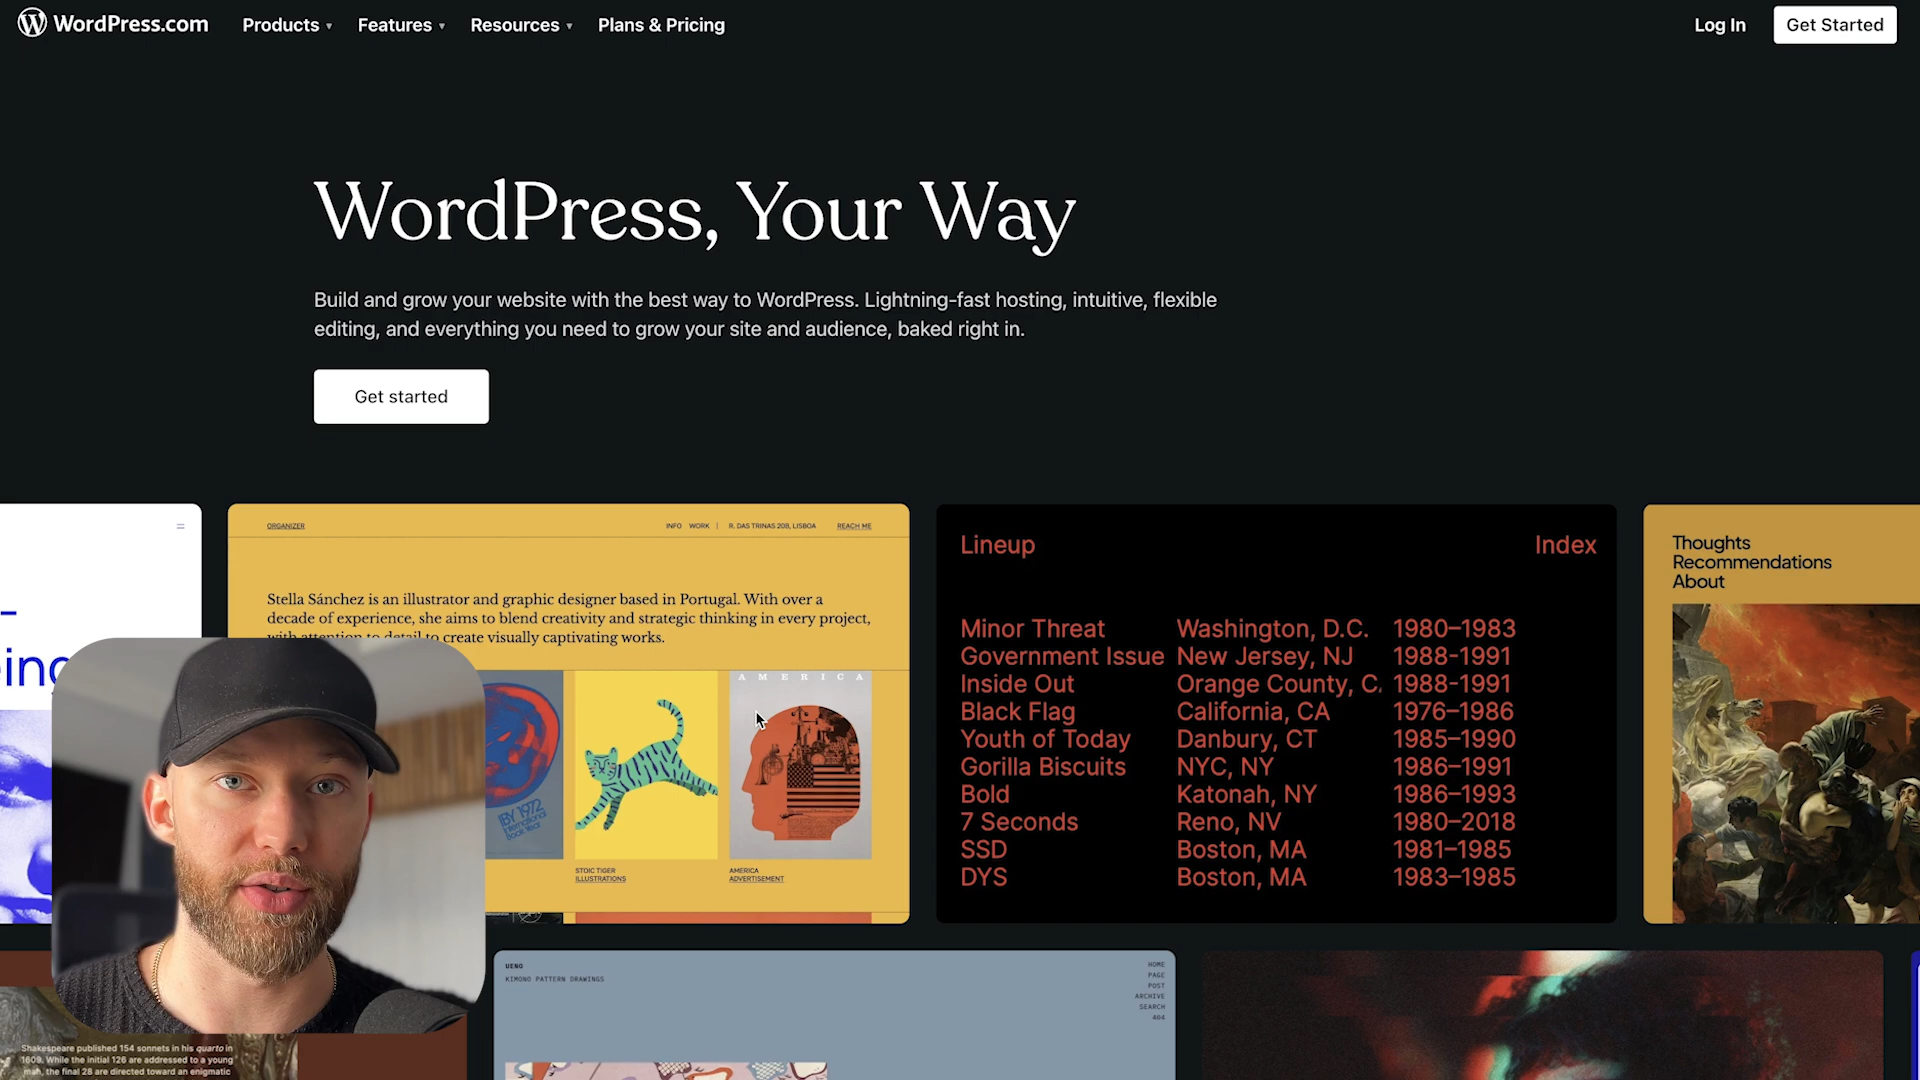 WordPress.com
Products
Features
Resources
Plans & Pricing
Log In
Get Started
WordPress, Your Way
Build and grow your website with the best way to WordPress. Lightning-fast hosting, intuitive, flexible
editing, and everything you need to grow your site and audience, baked right in.
Get started
ORGANIZER
INFO WORK | R. DAS TRINAS 208, LISBOA REACH ME
Stella Sánchez is an illustrator and graphic designer based in Portugal. With over a
decade of experience, she aims to blend creativity and strategic thinking in every project,
with attention to detail to create visually captivating works.
IBY 1972
International
Book Year
AMERICA
STOIC TIGER
ILLUSTRATIONS
AMERICA
ADVERTISEMENT
Lineup Index
Minor Threat Washington, D.C. 1980–1983
Government Issue New Jersey, NJ 1988-1991
Inside Out Orange County, C 1988-1991
Black Flag California, CA 1976–1986
Youth of Today Danbury, CT 1985–1990
Gorilla Biscuits NYC, NY 1986–1991
Bold Katonah, NY 1986–1993
7 Seconds Reno, NV 1980–2018
SSD Boston, MA 1981–1985
DYS Boston, MA 1983–1985
Thoughts
Recommendations
About
UENO
KIMONO PATTERN DRAWINGS
HOME
PAGE
POST
ARCHIVE
SEARCH
404
Shakespeare published 154 sonnets in his quarto in
1609. While the initial 126 are addressed to a young
man, the final 28 are directed toward an enigmatic